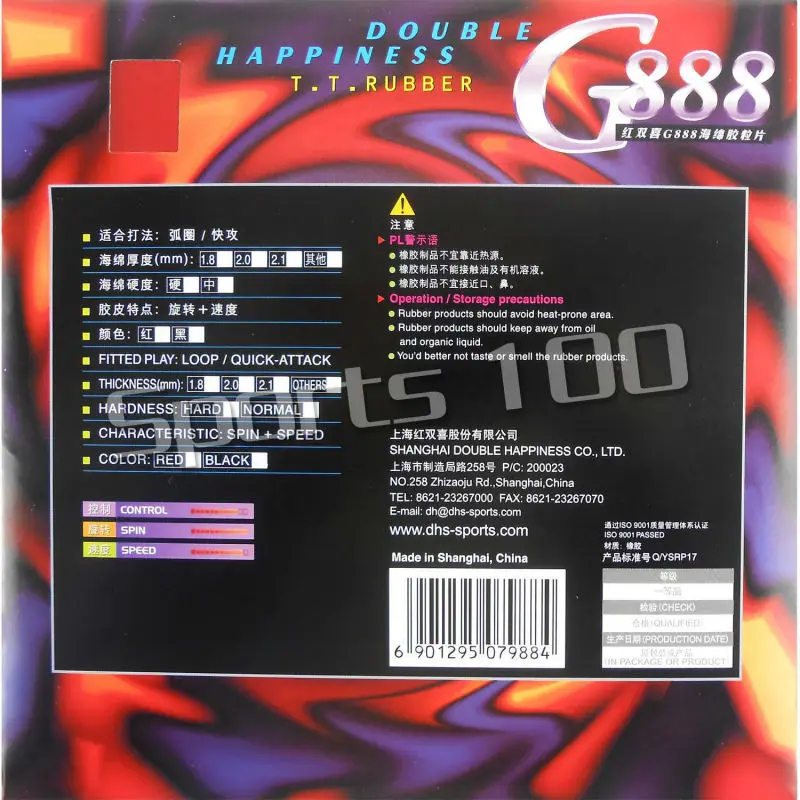 DOUBLE
HAPPINESS
T.T.RUBBER
G888
红双喜G888海绵胶粒片
适合打法: 弧圈 / 快攻
海绵厚度(mm): 1.8 2.0 2.1 其他
海绵硬度: 硬 中
胶皮特点: 旋转＋速度
颜色: 红 黑
FITTED PLAY: LOOP / QUICK-ATTACK
THICKNESS(mm): 1.8 2.0 2.1 OTHERS
HARDNESS: HARD NORMAL
CHARACTERISTIC: SPIN + SPEED
COLOR: RED BLACK
控制 CONTROL
旋转 SPIN
速度 SPEED
注意
PL警示语
橡胶制品不宜靠近热源。
橡胶制品不能接触油及有机溶液。
橡胶制品不宜接近口、鼻。
Operation / Storage precautions
Rubber products should avoid heat-prone area.
Rubber products should keep away from oil
and organic liquid.
You'd better not taste or smell the rubber products.
Sports 100
上海红双喜股份有限公司
SHANGHAI DOUBLE HAPPINESS CO., LTD.
上海市制造局路258号 P/C: 200023
NO.258 Zhizaoju Rd.,Shanghai,China
TEL: 8621-23267000 FAX: 8621-23267070
E-mail: dh@dhs-sports.com
www.dhs-sports.com
Made in Shanghai, China
6 901295 079884
通过ISO 9001质量管理体系认证
ISO 9001 PASSED
材质: 橡胶
产品标准号 Q/YSRP17
等级
一等品
检验(CHECK)
合格(QUALIFIED)
生产日期(PRODUCTION DATE)
见包装或产品
(IN PACKAGE OR PRODUCT)